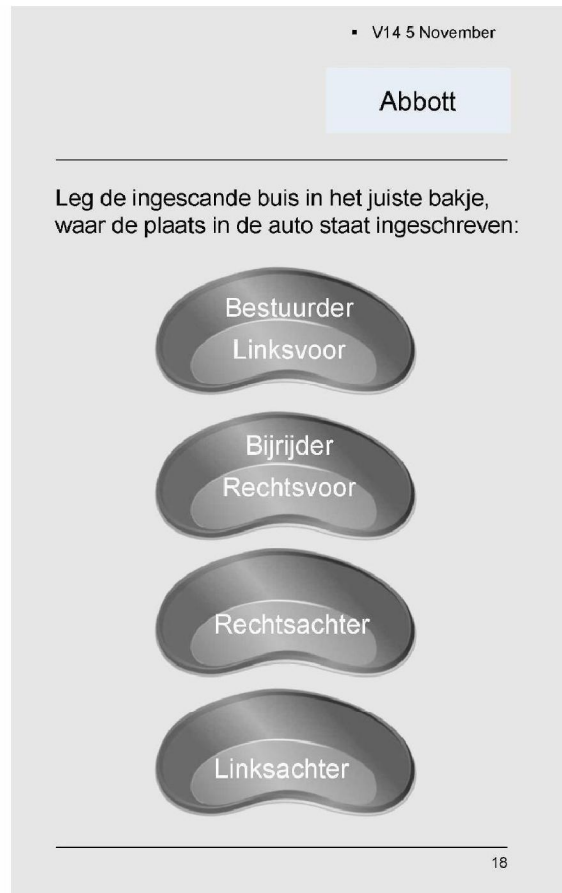 ▪ V14 5 November
Abbott
Leg de ingescande buis in het juiste bakje,
waar de plaats in de auto staat ingeschreven:
Bestuurder
Linksvoor
Bijrijder
Rechtsvoor
Rechtsachter
Linksachter
18